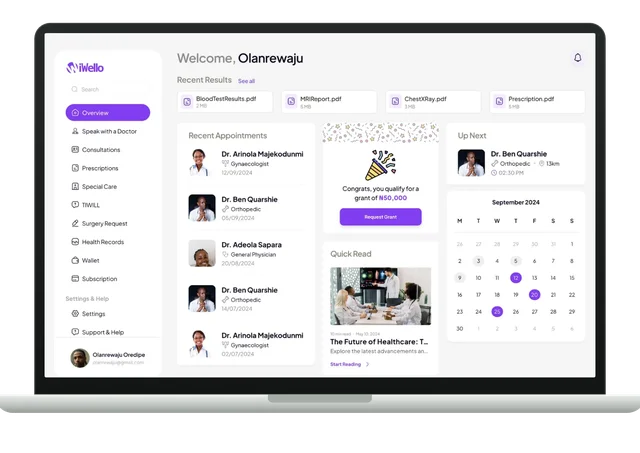 iWello
Search
Overview
Speak with a Doctor
Consultations
Prescriptions
Special Care
TIWILL
Surgery Request
Health Records
Wallet
Subscription
Settings & Help
Settings
Support & Help
Olanrewaju Oredipe
Welcome, Olanrewaju
Recent Results See all
BloodTestResults.pdf
2 MB
MRIReport.pdf
5 MB
ChestXRay.pdf
3 MB
Prescription.pdf
5 MB
Recent Appointments
Dr. Arinola Majekodunmi
Gynaecologist
12/09/2024
Dr. Ben Quarshie
Orthopedic
05/09/2024
Dr. Adeola Sapara
General Physician
20/08/2024
Dr. Ben Quarshie
Orthopedic
14/07/2024
Dr. Arinola Majekodunmi
Gynaecologist
02/07/2024
Congrats, you qualify for a
grant of ₦50,000
Request Grant
Quick Read
The Future of Healthcare: T...
Explore the latest advancements an...
Start Reading
Up Next
Dr. Ben Quarshie
Orthopedic 13km
02:30 PM
September 2024
M T W T F S S
26 27 28 29 30 31 1
2 3 4 5 6 7 8
9 10 11 12 13 14 15
16 17 18 19 20 21 22
23 24 25 26 27 28 29
30 1 2 3 4 5 6